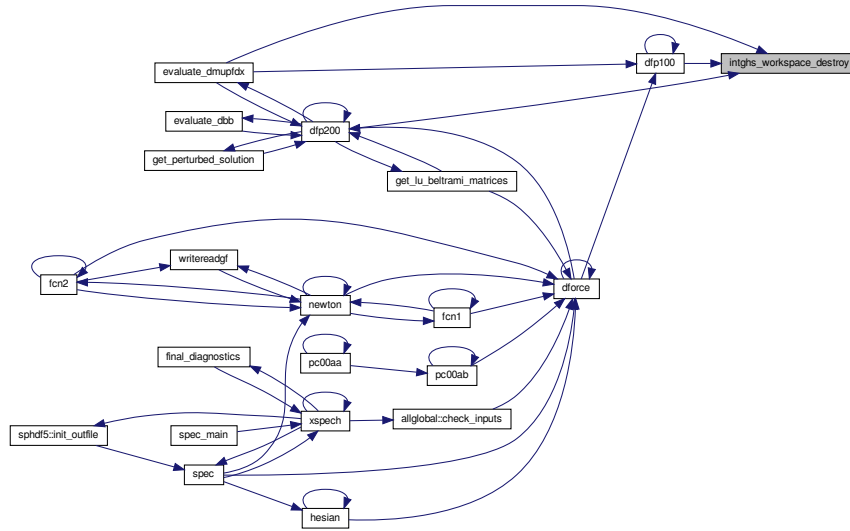 evaluate_dmupfdx
dfp100
intghs_workspace_destroy
evaluate_dbb
dfp200
get_perturbed_solution
get_lu_beltrami_matrices
writereadgf
fcn2
newton
dforce
fcn1
final_diagnostics
pc00aa
pc00ab
sphdf5::init_outfile
spec_main
xspech
allglobal::check_inputs
spec
hesian